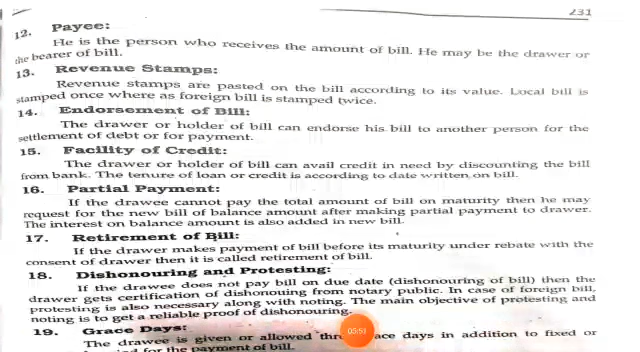 231
12. Payee:
He is the person who receives the amount of bill. He may be the drawer or
the bearer of bill.
13. Revenue Stamps:
Revenue stamps are pasted on the bill according to its value. Local bill is
stamped once where as foreign bill is stamped twice.
14. Endorsement of Bill:
The drawer or holder of bill can endorse his bill to another person for the
settlement of debt or for payment.
15. Facility of Credit:
The drawer or holder of bill can avail credit in need by discounting the bill
from bank. The tenure of loan or credit is according to date written on bill.
16. Partial Payment:
If the drawee cannot pay the total amount of bill on maturity then he may
request for the new bill of balance amount after making partial payment to drawer.
The interest on balance amount is also added in new bill.
17. Retirement of Bill:
If the drawer makes payment of bill before its maturity under rebate with the
consent of drawer then it is called retirement of bill.
18. Dishonouring and Protesting:
If the drawee does not pay bill on due date (dishonouring of bill) then the
drawer gets certification of dishonouing from notary public. In case of foreign bill,
protesting is also necessary along with noting. The main objective of protesting and
noting is to get a reliable proof of dishonouring.
19. Grace Days:
The drawee is given or allowed days in addition to fixed or
for the payment of bill.
05:51